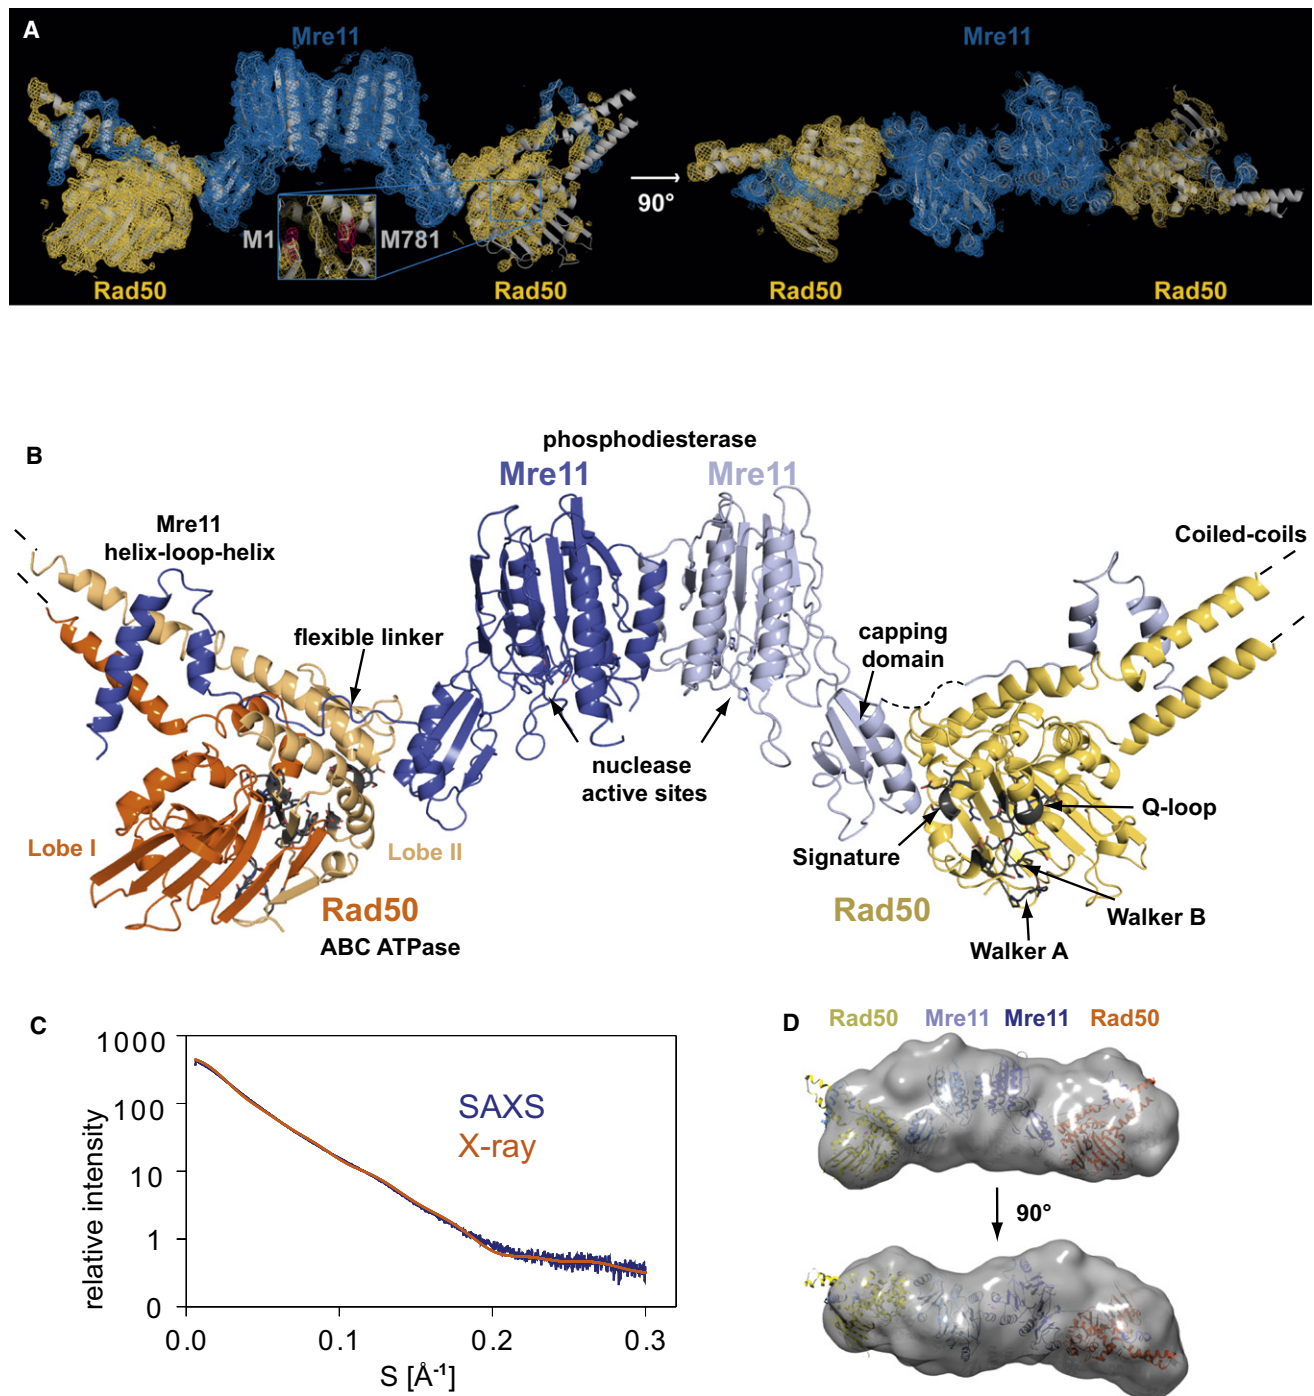 A
Mre11
Mre11
M1
M781
90°
Rad50
Rad50
Rad50
Rad50
B
phosphodiesterase
Mre11
Mre11
Mre11
helix-loop-helix
Coiled-coils
flexible linker
capping
domain
nuclease
active sites
Q-loop
Signature
Lobe I
Lobe II
Rad50
ABC ATPase
Rad50
Walker B
Walker A
C
1000
100
10
1
0
relative intensity
SAXS
X-ray
0.0
0.1
0.2
0.3
S [Å-1]
D
Rad50
Mre11
Mre11
Rad50
90°